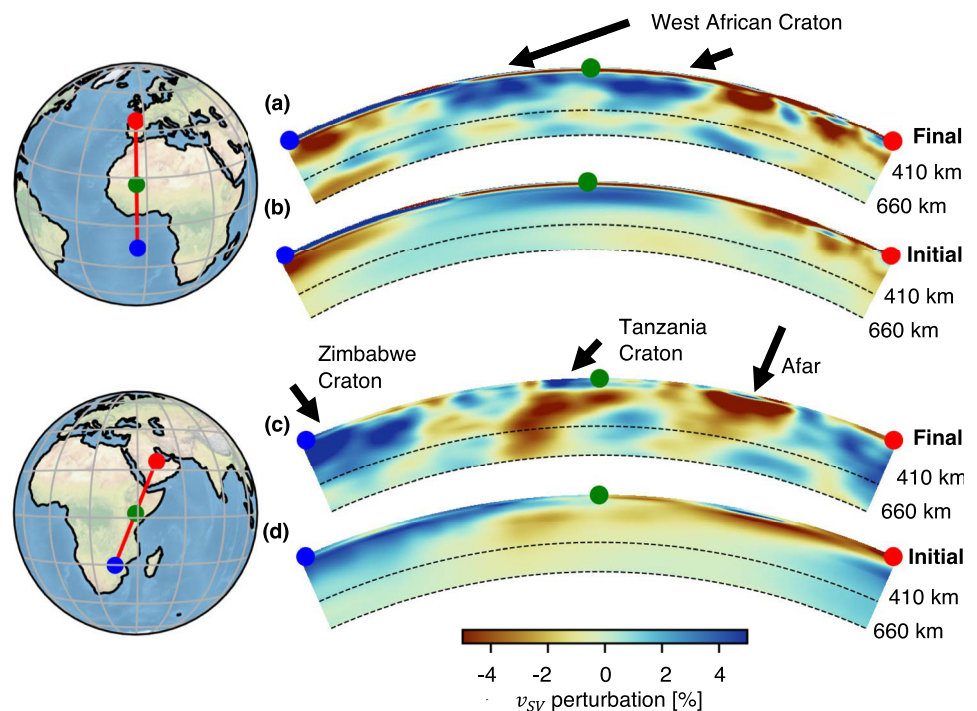 West African Craton
(a)
Final
410 km
660 km
(b)
Initial
410 km
660 km
Zimbabwe
Craton
Tanzania
Craton
Afar
(c)
Final
410 km
660 km
(d)
Initial
410 km
660 km
-4 -2 0 2 4
v_SV perturbation [%]